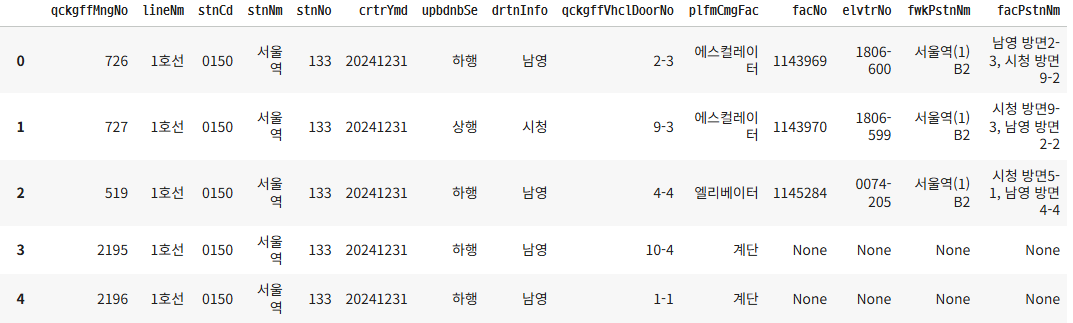 qckgffMngNo lineNm stnCd stnNm stnNo crtrYmd upbdnbSe drtnInfo qckgffVhclDoorNo plfmCmgFac facNo elvtrNo fwkPstnNm facPstnNm
0 726 1호선 0150 서울역 133 20241231 하행 남영 2-3 에스컬레이터 1143969 1806-600 서울역(1) B2 남영 방면2-3, 시청 방면9-2
1 727 1호선 0150 서울역 133 20241231 상행 시청 9-3 에스컬레이터 1143970 1806-599 서울역(1) B2 시청 방면9-3, 남영 방면2-2
2 519 1호선 0150 서울역 133 20241231 하행 남영 4-4 엘리베이터 1145284 0074-205 서울역(1) B2 시청 방면5-1, 남영 방면4-4
3 2195 1호선 0150 서울역 133 20241231 하행 남영 10-4 계단 None None None None
4 2196 1호선 0150 서울역 133 20241231 하행 남영 1-1 계단 None None None None